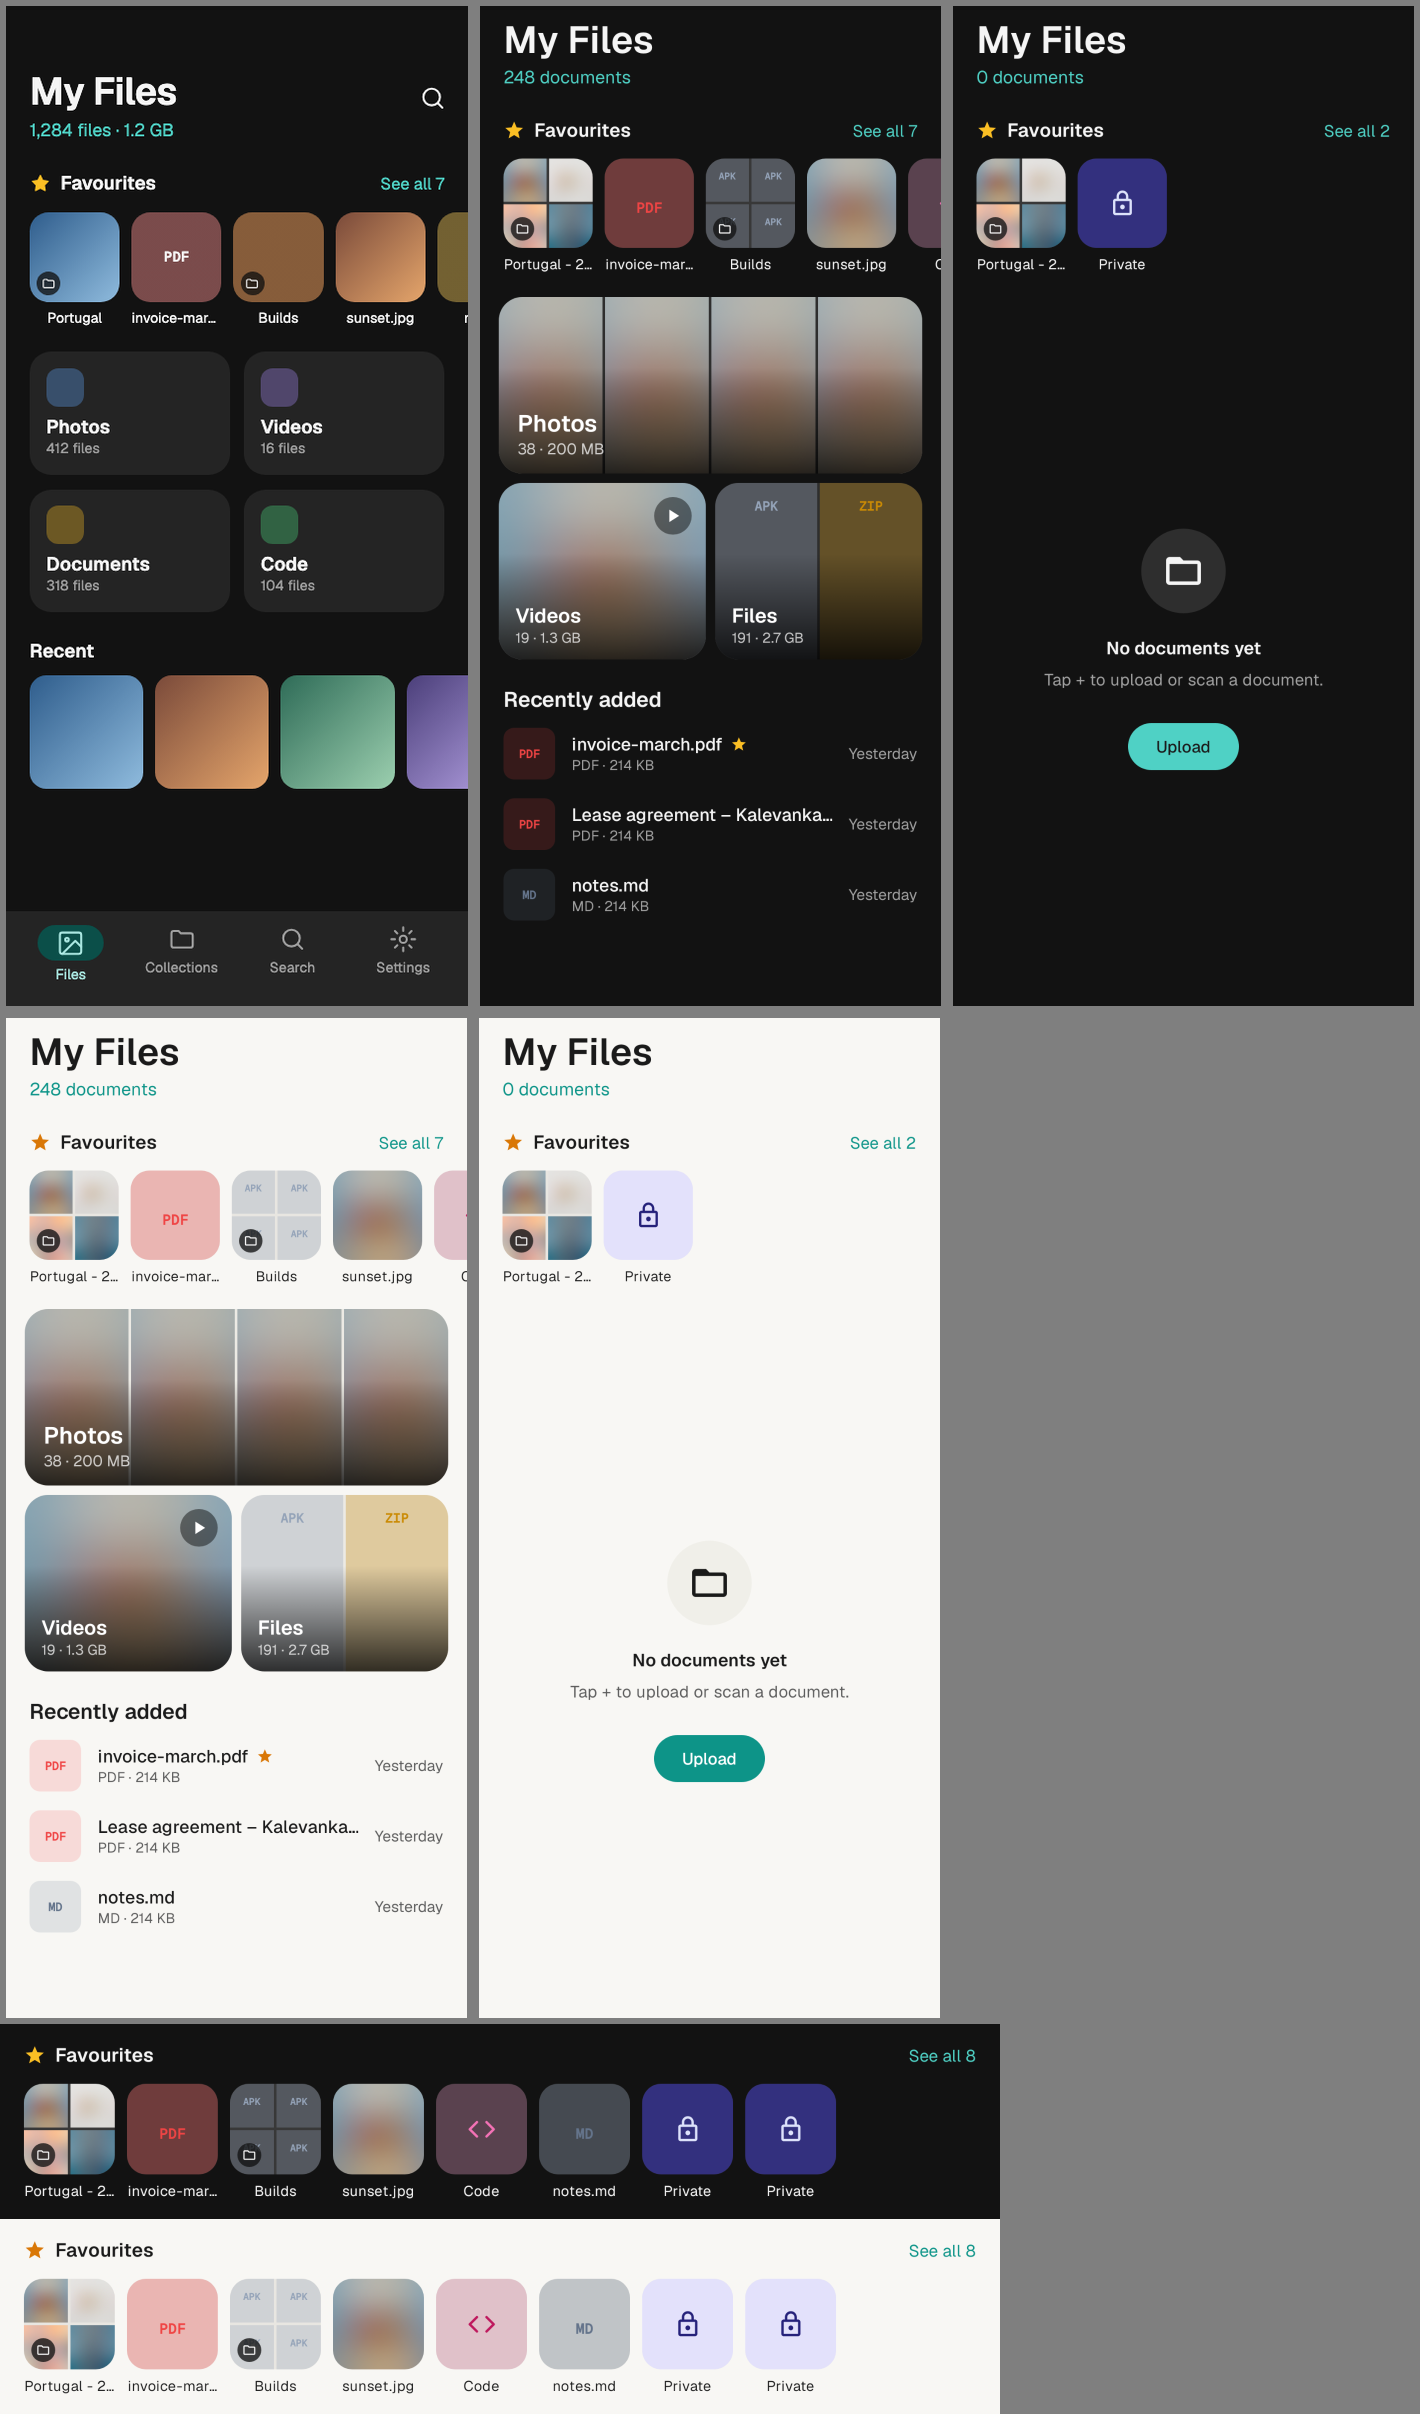 My Files
1,284 files · 1.2 GB
Favourites
See all 7
PDF
Portugal
invoice-mar...
Builds
sunset.jpg
Photos
412 files
Videos
16 files
Documents
318 files
Code
104 files
Recent
Files
Collections
Search
Settings
My Files
248 documents
Favourites
See all 7
PDF
APK
APK
APK
Portugal - 2...
invoice-mar...
Builds
sunset.jpg
Photos
38 · 200 MB
APK
ZIP
Videos
19 · 1.3 GB
Files
191 · 2.7 GB
Recently added
PDF
invoice-march.pdf
PDF · 214 KB
Yesterday
PDF
Lease agreement – Kalevanka...
PDF · 214 KB
Yesterday
MD
notes.md
MD · 214 KB
Yesterday
My Files
0 documents
Favourites
See all 2
Portugal - 2...
Private
No documents yet
Tap + to upload or scan a document.
Upload
My Files
248 documents
Favourites
See all 7
PDF
APK
APK
APK
Portugal - 2...
invoice-mar...
Builds
sunset.jpg
Photos
38 · 200 MB
APK
ZIP
Videos
19 · 1.3 GB
Files
191 · 2.7 GB
Recently added
PDF
invoice-march.pdf
PDF · 214 KB
Yesterday
PDF
Lease agreement – Kalevanka...
PDF · 214 KB
Yesterday
MD
notes.md
MD · 214 KB
Yesterday
My Files
0 documents
Favourites
See all 2
Portugal - 2...
Private
No documents yet
Tap + to upload or scan a document.
Upload
Favourites
See all 8
PDF
APK
APK
APK
MD
Portugal - 2...
invoice-mar...
Builds
sunset.jpg
Code
notes.md
Private
Private
Favourites
See all 8
PDF
APK
APK
APK
MD
Portugal - 2...
invoice-mar...
Builds
sunset.jpg
Code
notes.md
Private
Private